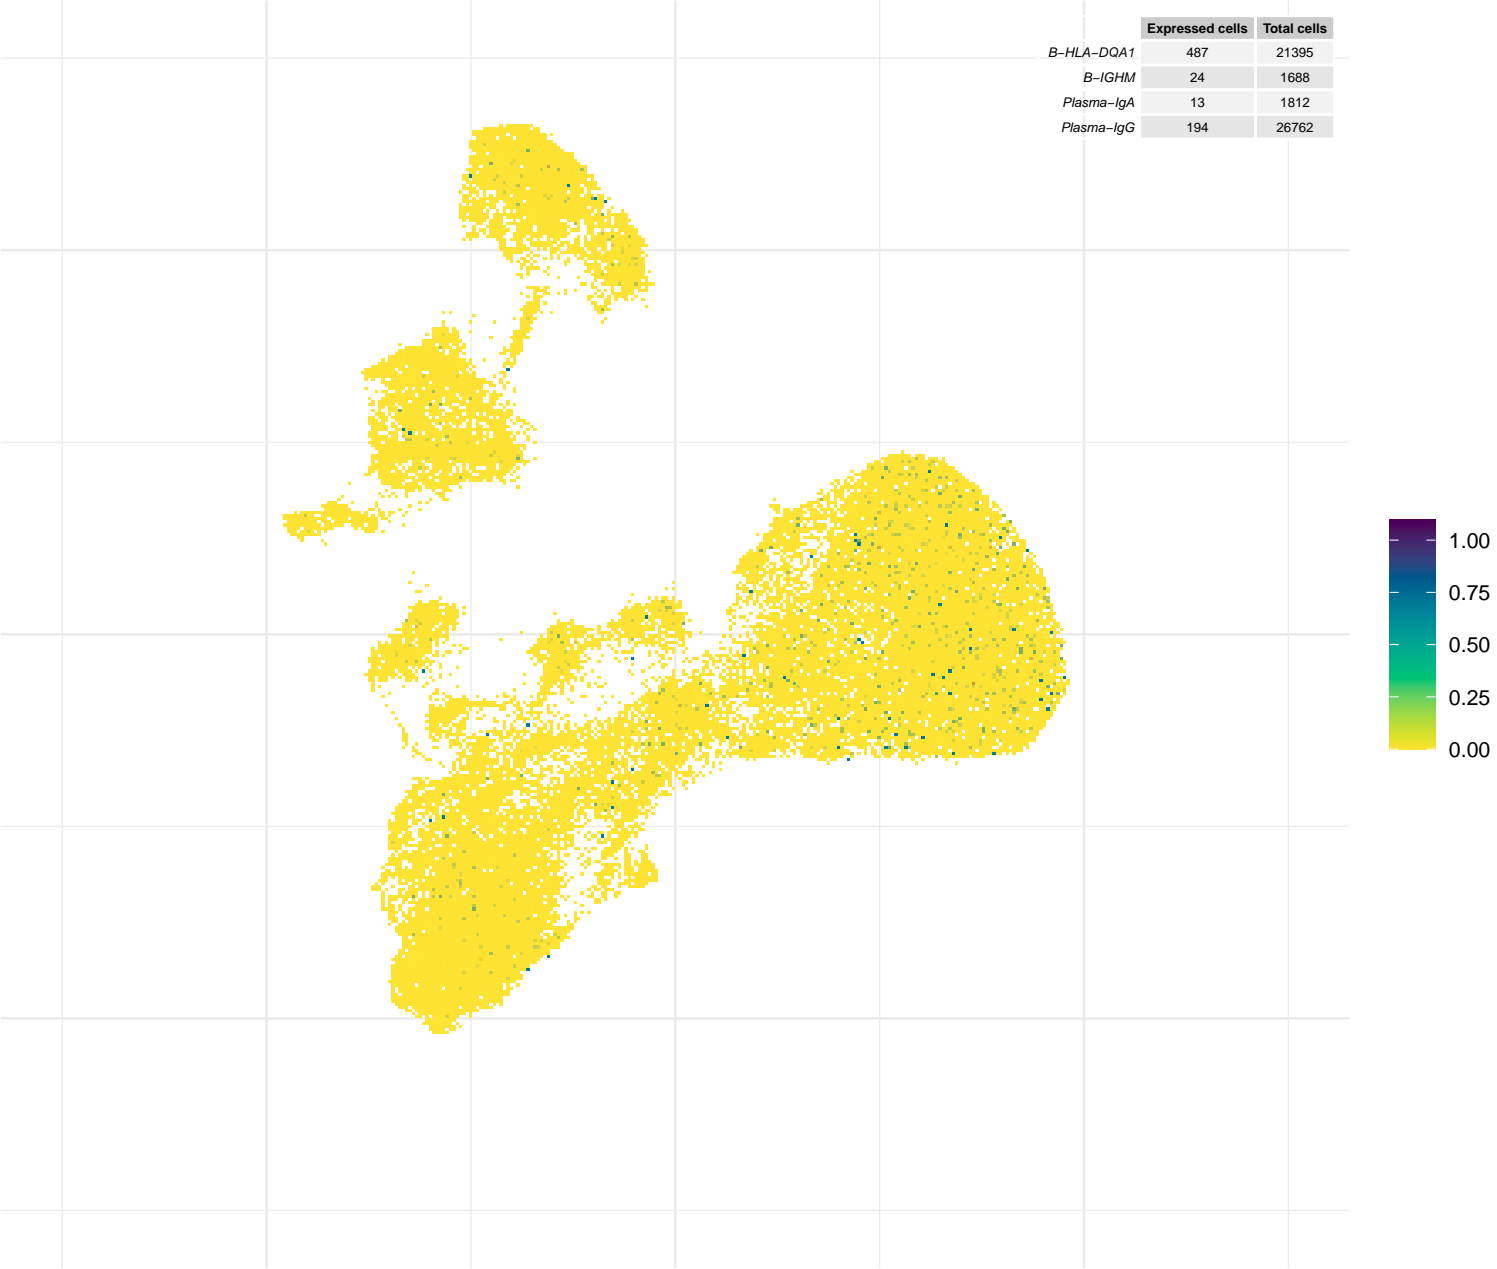 Expressed cells Total cells
B−HLA−DQA1 487 21395
B−IGHM 24 1688
Plasma−IgA 13 1812
Plasma−IgG 194 26762
1.00
0.75
0.50
0.25
0.00